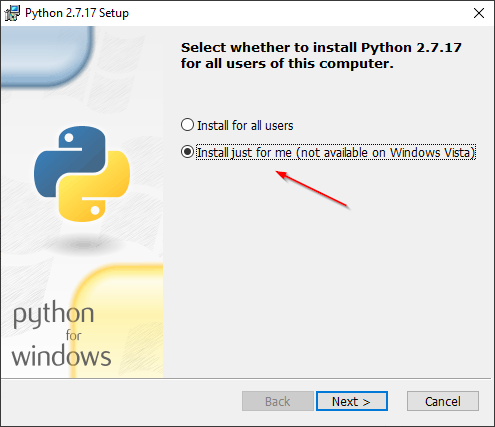 Python 2.7.17 Setup
Select whether to install Python 2.7.17
for all users of this computer.
Install for all users
Install just for me (not available on Windows Vista)
python
for
windows
Back
Next >
Cancel